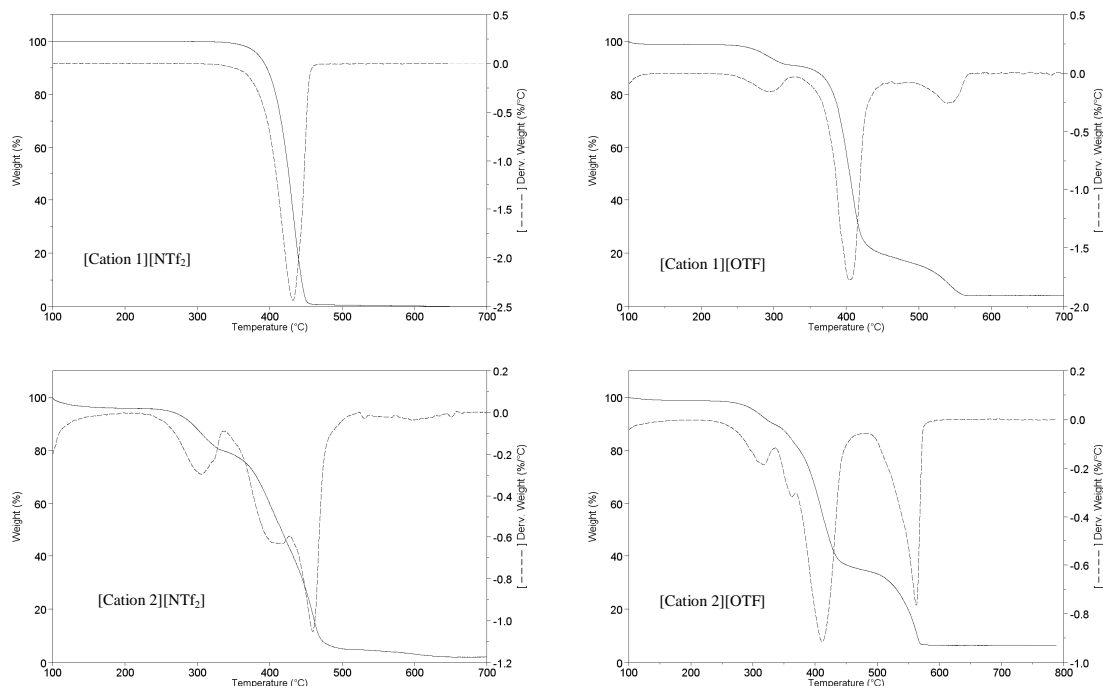 100
80
60
40
20
0
Weight (%)
0.5
0.0
-0.5
-1.0
-1.5
-2.0
-2.5
[ – – – – ] Derv. Weight (%/°C)
[Cation 1][NTf₂]
100 200 300 400 500 600 700
Temperature (°C)
100
80
60
40
20
0
Weight (%)
0.5
0.0
-0.5
-1.0
-1.5
-2.0
[ – – – – ] Derv. Weight (%/°C)
[Cation 1][OTF]
100 200 300 400 500 600 700 800
Temperature (°C)
100
80
60
40
20
0
Weight (%)
0.2
0.0
-0.2
-0.4
-0.6
-0.8
-1.0
-1.2
[ – – – – ] Derv. Weight (%/°C)
[Cation 2][NTf₂]
100 200 300 400 500 600 700
Temperature (°C)
100
80
60
40
20
0
Weight (%)
0.2
0.0
-0.2
-0.4
-0.6
-0.8
-1.0
[ – – – – ] Derv. Weight (%/°C)
[Cation 2][OTF]
100 200 300 400 500 600 700 800
Temperature (°C)